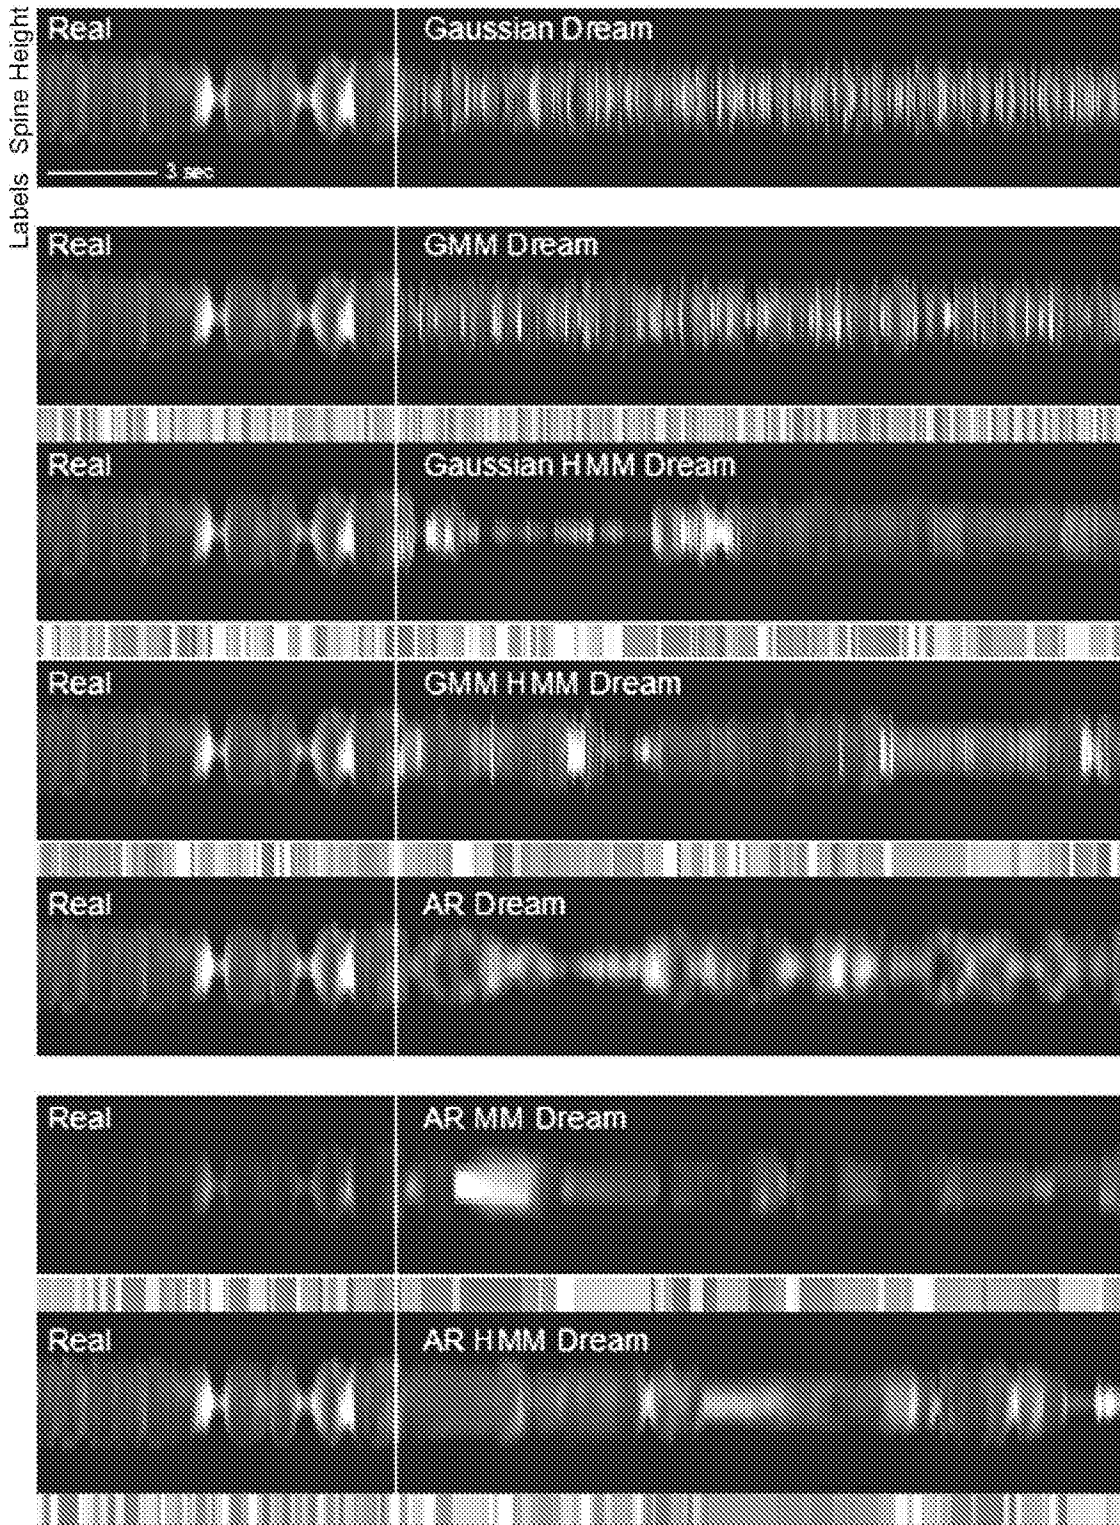 Labels Spine Height
Real Gaussian Dream
3 sec
Real GMM Dream
Real Gaussian HMM Dream
Real GMM HMM Dream
Real AR Dream
Real AR MM Dream
Real AR HMM Dream